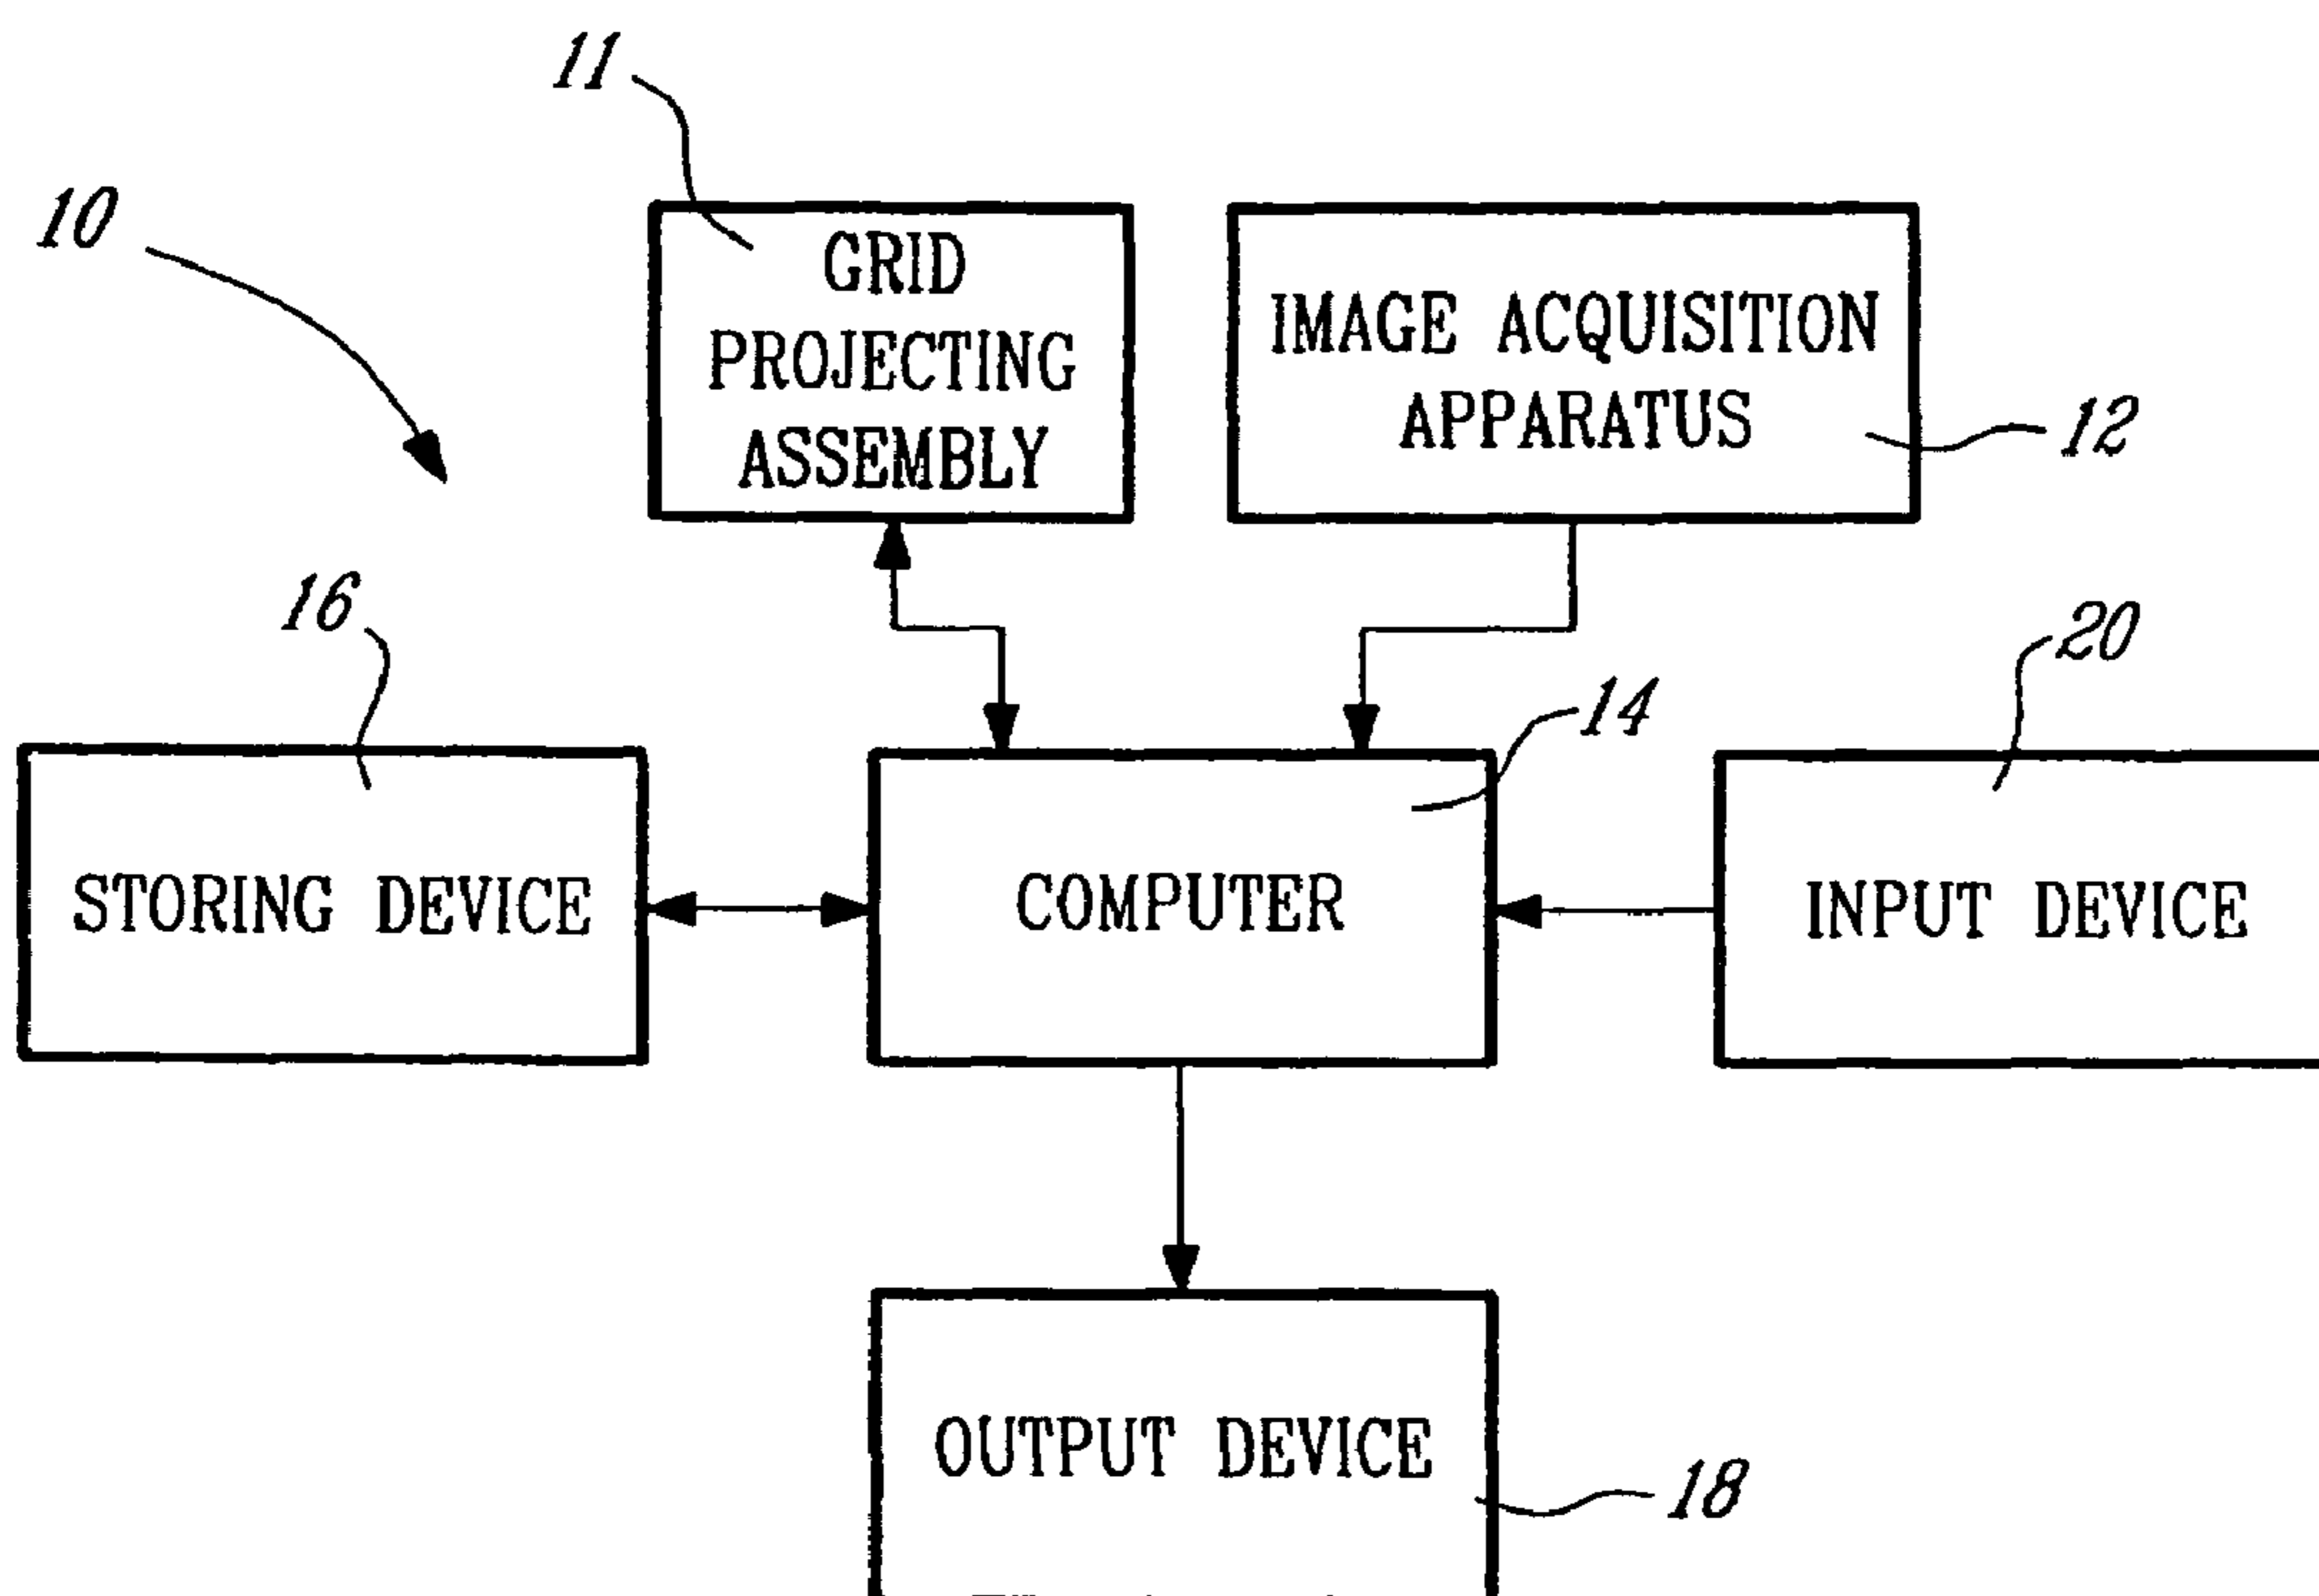 11
10
GRID
PROJECTING
ASSEMBLY
IMAGE ACQUISITION
APPARATUS
12
16
20
14
STORING DEVICE
COMPUTER
INPUT DEVICE
OUTPUT DEVICE
18